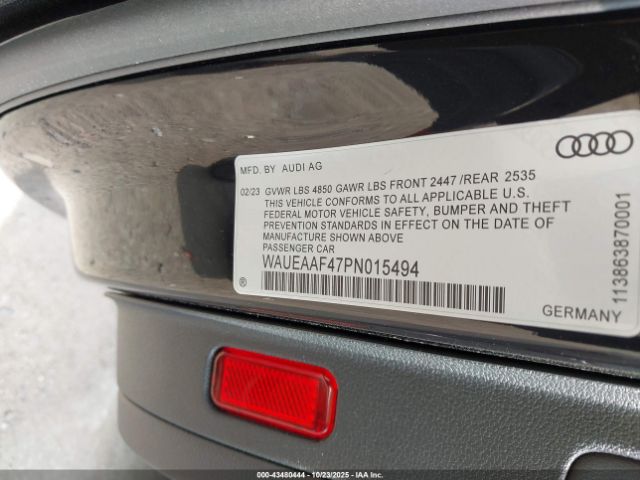 MFD. BY AUDI AG
02/23 GVWR LBS 4850 GAWR LBS FRONT 2447 /REAR 2535
THIS VEHICLE CONFORMS TO ALL APPLICABLE U.S.
FEDERAL MOTOR VEHICLE SAFETY, BUMPER AND THEFT
PREVENTION STANDARDS IN EFFECT ON THE DATE OF
MANUFACTURE SHOWN ABOVE
PASSENGER CAR
WAUEAAF47PN015494
®
GERMANY
113863870001
000-43480444 - 10/23/2025 - IAAI.com